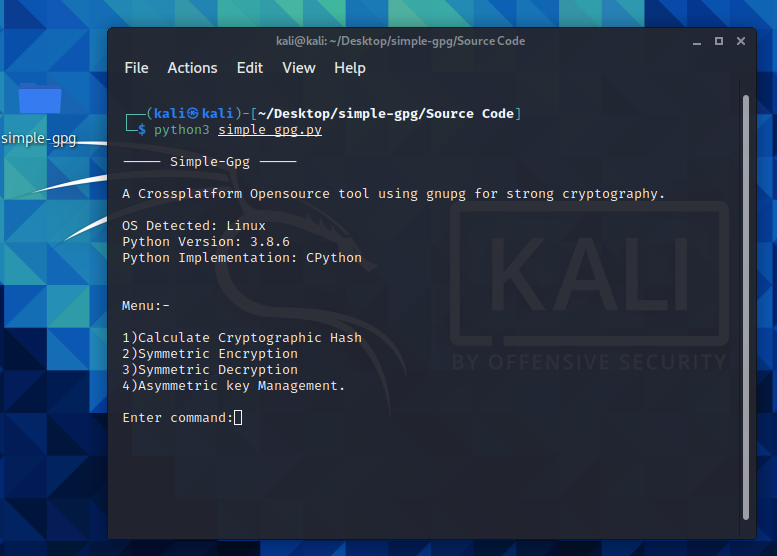 kali@kali: ~/Desktop/simple-gpg/Source Code
File Actions Edit View Help
simple-gpg
┌──(kali㉿kali)-[~/Desktop/simple-gpg/Source Code]
└─$ python3 simple_gpg.py
───── Simple-Gpg ─────
A Crossplatform Opensource tool using gnupg for strong cryptography.
OS Detected: Linux
Python Version: 3.8.6
Python Implementation: CPython
Menu:-
1)Calculate Cryptographic Hash
2)Symmetric Encryption
3)Symmetric Decryption
4)Asymmetric key Management.
Enter command:
KALI
BY OFFENSIVE SECURITY